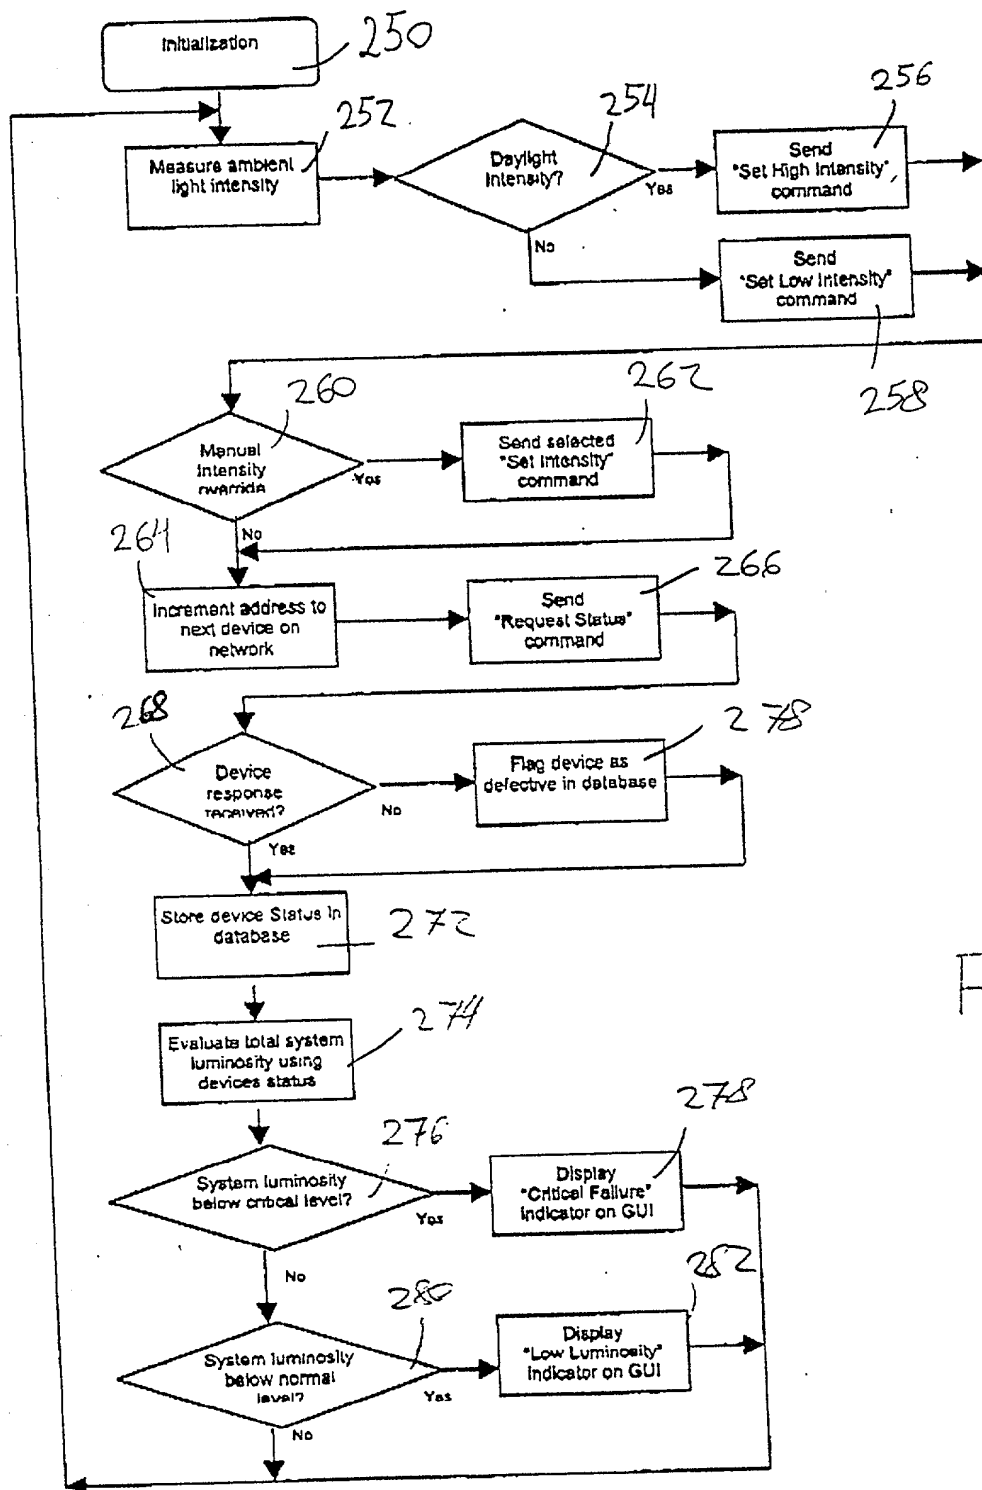 Initialization
250
252
Measure ambient
light intensity
254
Daylight
Intensity?
Yes
No
256
Send
"Set High Intensity"
command
Send
"Set Low Intensity"
command
258
260
Manual
Intensity
override
Yes
No
262
Send selected
"Set Intensity"
command
264
Increment address to
next device on
network
266
Send
"Request Status"
command
268
Device
response
received?
No
Yes
278
Flag device as
defective in database
Store device Status in
database
272
274
Evaluate total system
luminosity using
devices status
276
System luminosity
below critical level?
Yes
No
278
Display
"Critical Failure"
Indicator on GUI
280
System luminosity
below normal
level?
Yes
No
282
Display
"Low Luminosity"
Indicator on GUI
F